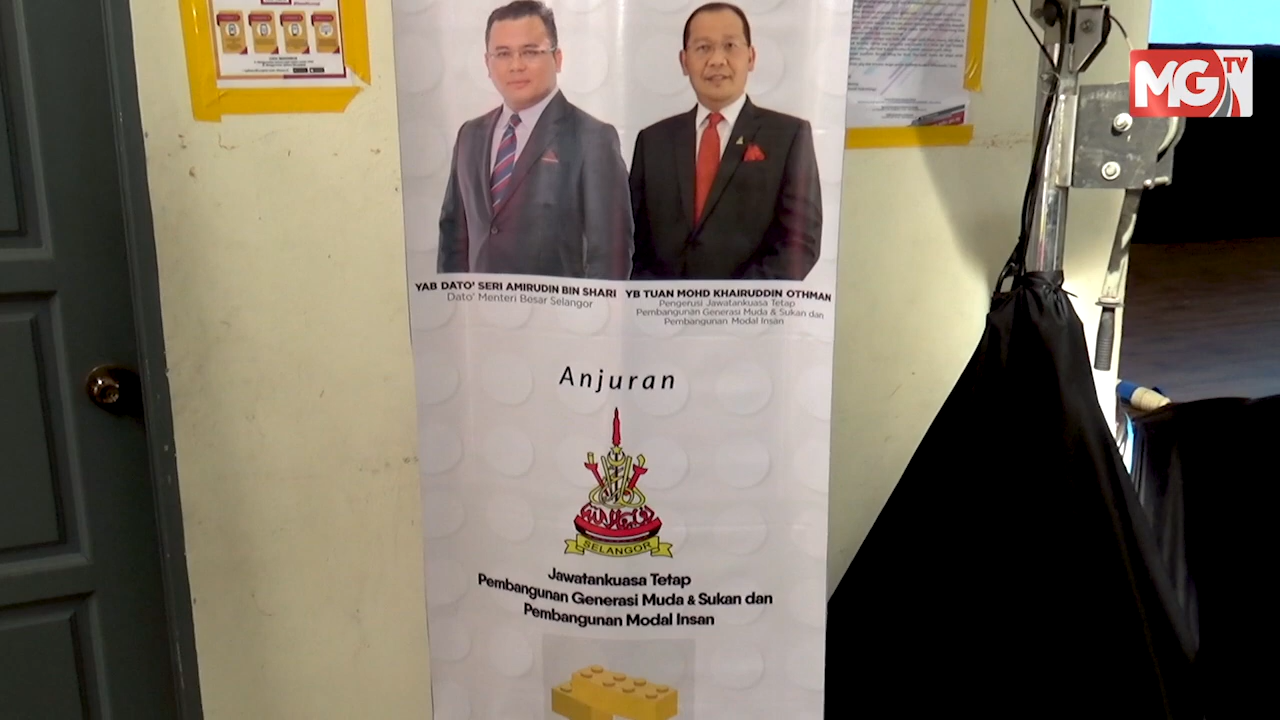 MGTV
YAB DATO' SERI AMIRUDIN BIN SHARI
Dato' Menteri Besar Selangor
YB TUAN MOHD KHAIRUDDIN OTHMAN
Pengerusi Jawatankuasa Tetap
Pembangunan Generasi Muda & Sukan dan
Pembangunan Modal Insan
Anjuran
SELANGOR
Jawatankuasa Tetap
Pembangunan Generasi Muda & Sukan dan
Pembangunan Modal Insan